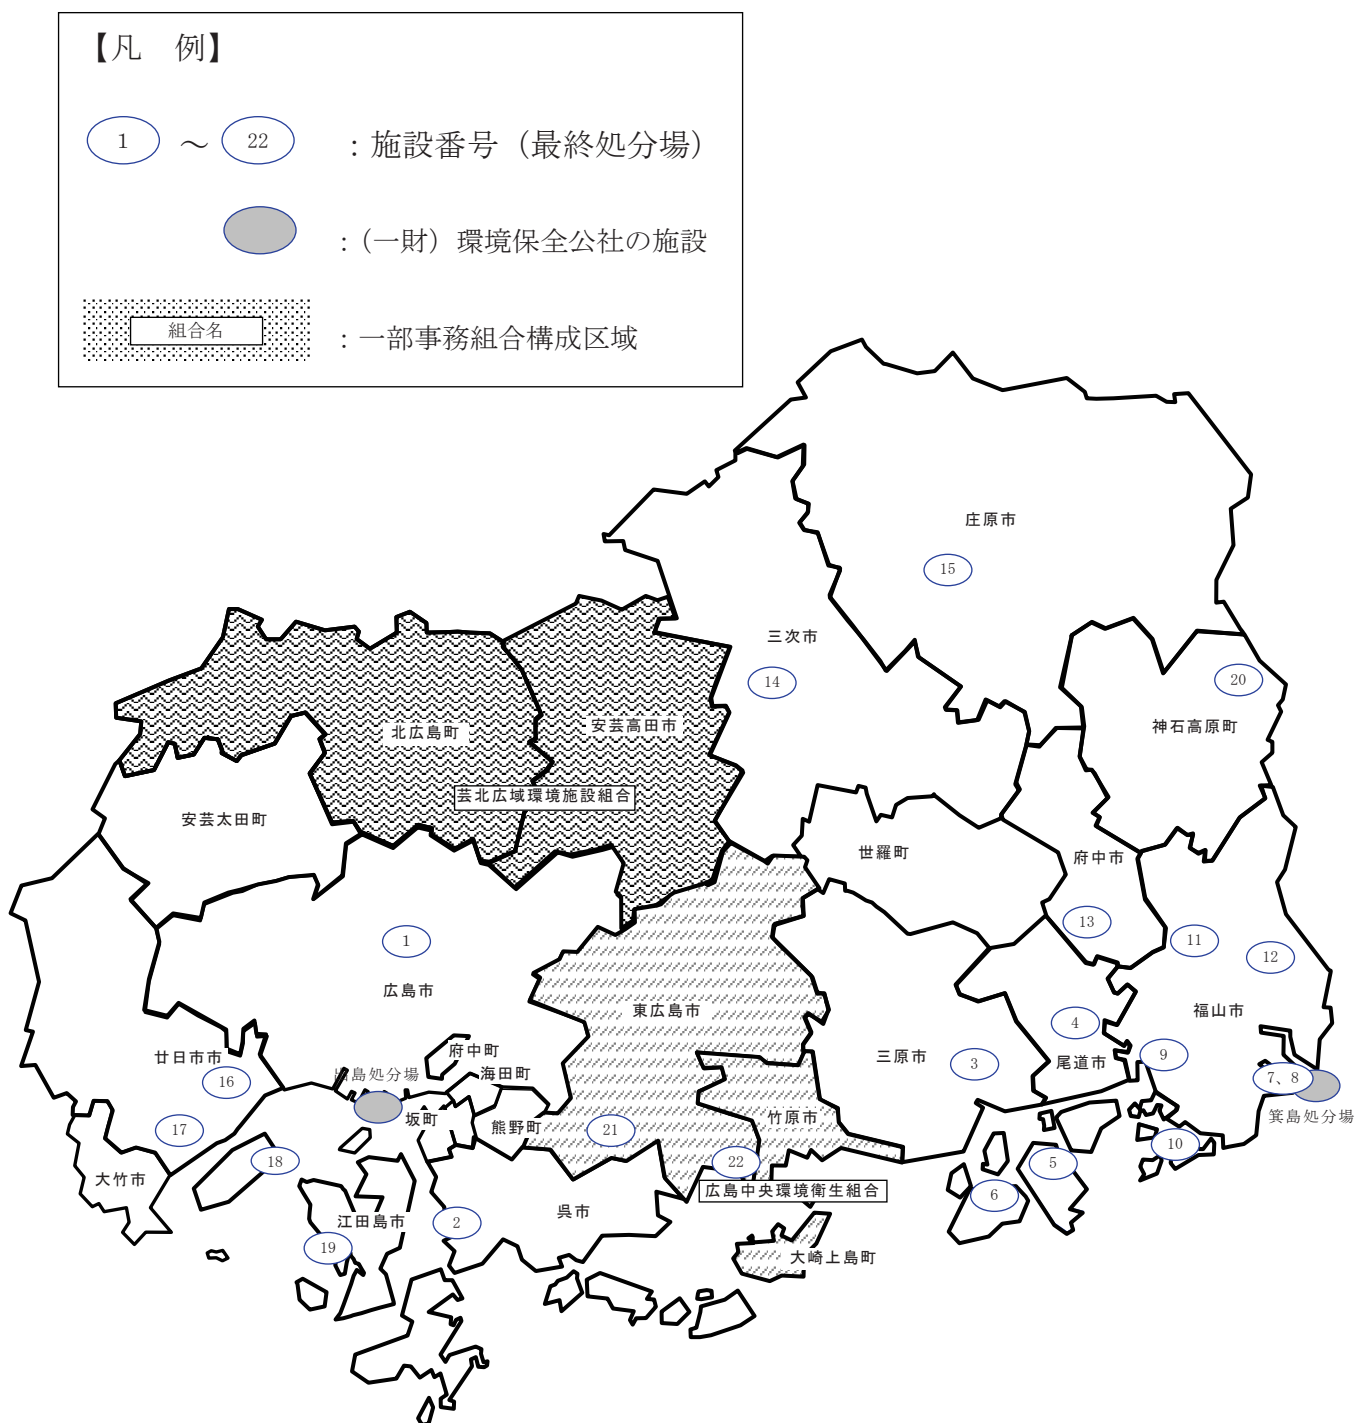 【凡　例】
1 ～ 22 ：施設番号（最終処分場）
：（一財）環境保全公社の施設
組合名 ：一部事務組合構成区域
庄原市
15
三次市
14
20
神石高原町
北広島町
安芸高田市
芸北広域環境施設組合
安芸太田町
世羅町
府中市
13
11
12
1
広島市
東広島市
福山市
4
尾道市
9
三原市
3
7、8
箕島処分場
府中町
海田町
廿日市市
16
出島処分場
坂町
熊野町
竹原市
17
21
10
18
22
5
大竹市
広島中央環境衛生組合
6
江田島市
呉市
2
19
大崎上島町